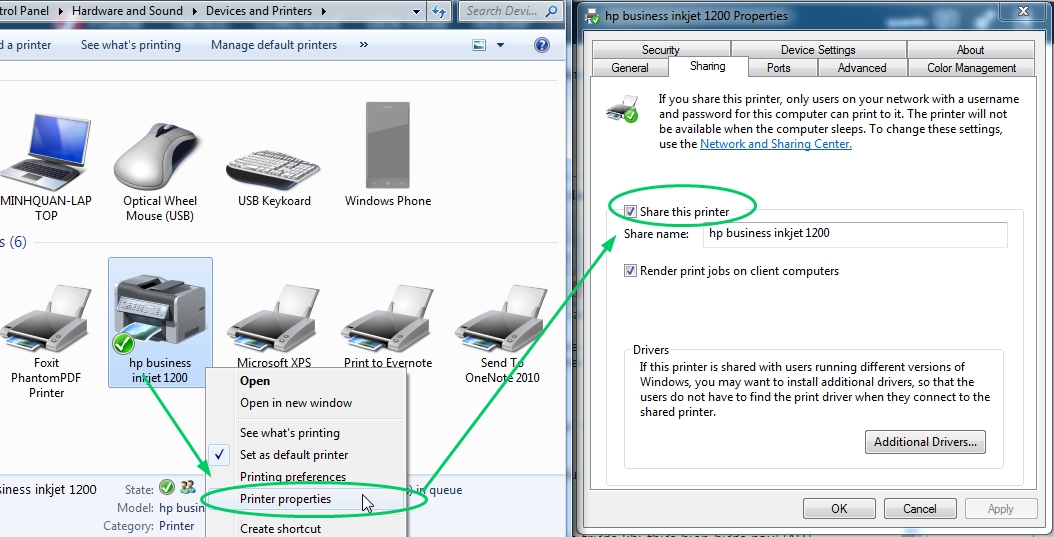 trol Panel ▸ Hardware and Sound ▸ Devices and Printers ▸
Search Devi...
d a printer
See what's printing
Manage default printers
»
MINHQUAN-LAP
TOP
Optical Wheel
Mouse (USB)
USB Keyboard
Windows Phone
s (6)
Foxit
PhantomPDF
Printer
hp business
inkjet 1200
Microsoft XPS
Print to Evernote
Send To
OneNote 2010
Open
Open in new window
See what's printing
Set as default printer
Printing preferences
Printer properties
Create shortcut
siness inkjet 1200
State:
in queue
Model: hp busin
Category: Printer
hp business inkjet 1200 Properties
Security
Device Settings
About
General
Sharing
Ports
Advanced
Color Management
If you share this printer, only users on your network with a username
and password for this computer can print to it. The printer will not
be available when the computer sleeps. To change these settings,
use the Network and Sharing Center.
Share this printer
Share name: hp business inkjet 1200
Render print jobs on client computers
Drivers
If this printer is shared with users running different versions of
Windows, you may want to install additional drivers, so that the
users do not have to find the print driver when they connect to the
shared printer.
Additional Drivers...
OK
Cancel
Apply